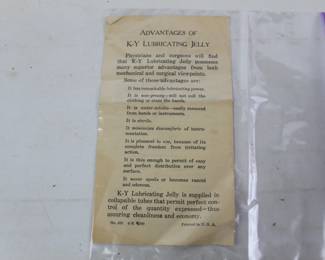 ADVANTAGES OF
K-Y LUBRICATING JELLY
Physicians and surgeons will find
that K-Y Lubricating Jelly possesses
many superior advantages from both
mechanical and surgical viewpoints.
Some of these advantages are:
It has remarkable lubricating power.
It is non-greasy—will not soil the
clothing or stain the hands.
It is water-soluble—easily removed
from hands or instruments.
It is sterile.
It minimizes discomforts of instru-
mentation.
It is pleasant to use, because of its
complete freedom from irritating
action.
It is thin enough to permit of easy
and perfect distribution over any
surface.
It never spoils or becomes rancid
and odorous.
K-Y Lubricating Jelly is supplied in
collapsible tubes that permit perfect con-
trol of the quantity expressed—thus
assuring cleanliness and economy.
Printed in U.S.A.